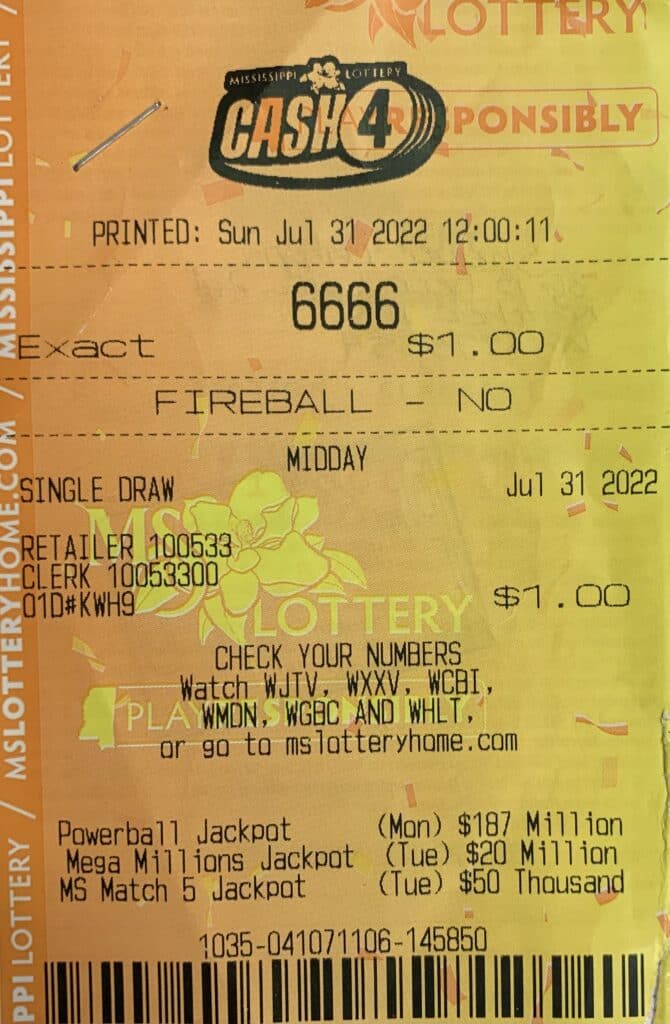 LOTTERY
MISSISSIPPI LOTTERY
CASH 4
PLAY RESPONSIBLY
PRINTED: Sun Jul 31 2022 12:00:11
6666
Exact $1.00
FIREBALL - NO
MIDDAY
SINGLE DRAW Jul 31 2022
RETAILER 100533
CLERK 10053300
01D#KWH9 $1.00
MS
LOTTERY
CHECK YOUR NUMBERS
Watch WJTV, WXXV, WCBI,
WMDN, WGBC AND WHLT,
or go to mslotteryhome.com
PLAY
Powerball Jackpot (Mon) $187 Million
Mega Millions Jackpot (Tue) $20 Million
MS Match 5 Jackpot (Tue) $50 Thousand
1035-041071106-145850
PPI LOTTERY / MSLOTTERYHOME.COM / MISSISSIPPI LOTTERY /